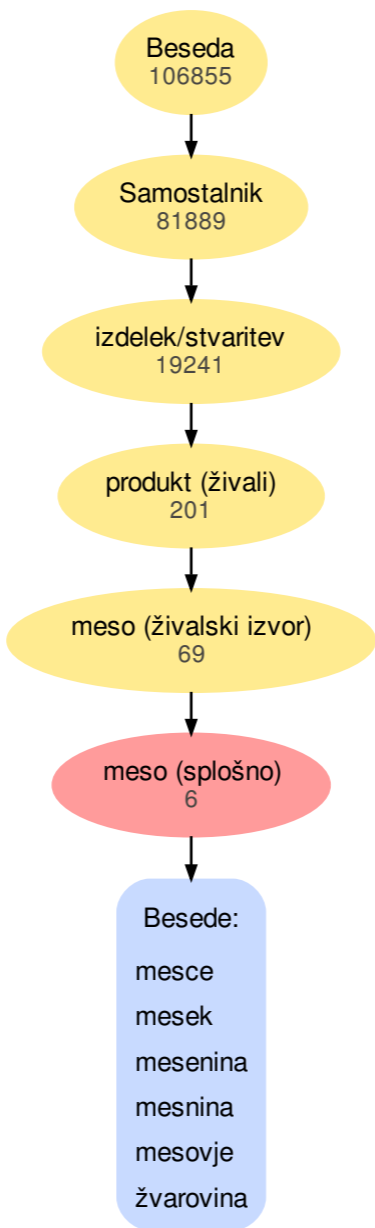 Beseda
106855
Samostalnik
81889
izdelek/stvaritev
19241
produkt (živali)
201
meso (živalski izvor)
69
meso (splošno)
6
Besede:
mesce
mesek
mesenina
mesnina
mesovje
žvarovina